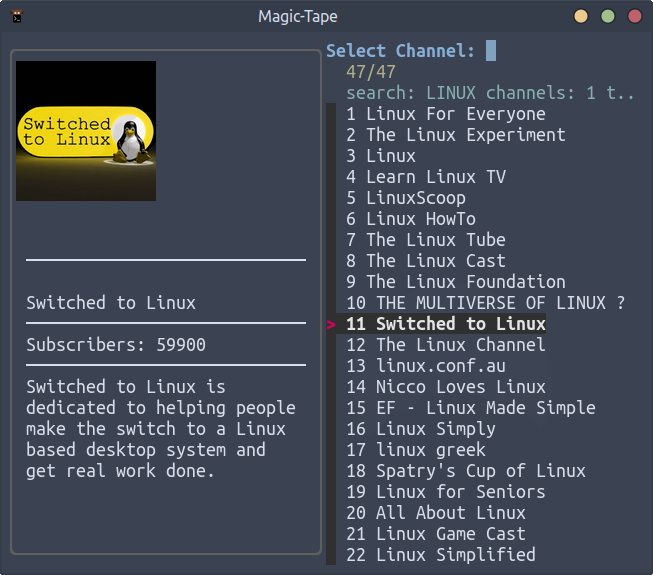 Magic-Tape
Switched
to Linux
Switched to Linux
Subscribers: 59900
Switched to Linux is
dedicated to helping people
make the switch to a Linux
based desktop system and
get real work done.
Select Channel:
47/47
search: LINUX channels: 1 t..
1 Linux For Everyone
2 The Linux Experiment
3 Linux
4 Learn Linux TV
5 LinuxScoop
6 Linux HowTo
7 The Linux Tube
8 The Linux Cast
9 The Linux Foundation
10 THE MULTIVERSE OF LINUX ?
> 11 Switched to Linux
12 The Linux Channel
13 linux.conf.au
14 Nicco Loves Linux
15 EF - Linux Made Simple
16 Linux Simply
17 linux greek
18 Spatry's Cup of Linux
19 Linux for Seniors
20 All About Linux
21 Linux Game Cast
22 Linux Simplified